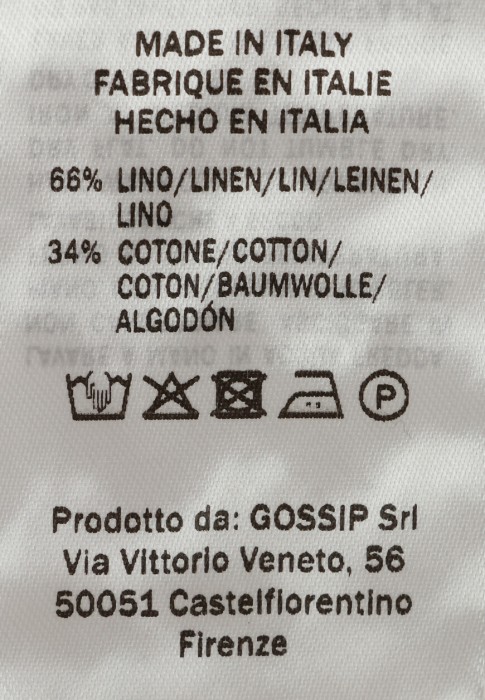 MADE IN ITALY
FABRIQUE EN ITALIE
HECHO EN ITALIA
66% LINO/LINEN/LIN/LEINEN/
LINO
34% COTONE/COTTON/
COTON/BAUMWOLLE/
ALGODÓN
P
Prodotto da: GOSSIP Srl
Via Vittorio Veneto, 56
50051 Castelfiorentino
Firenze